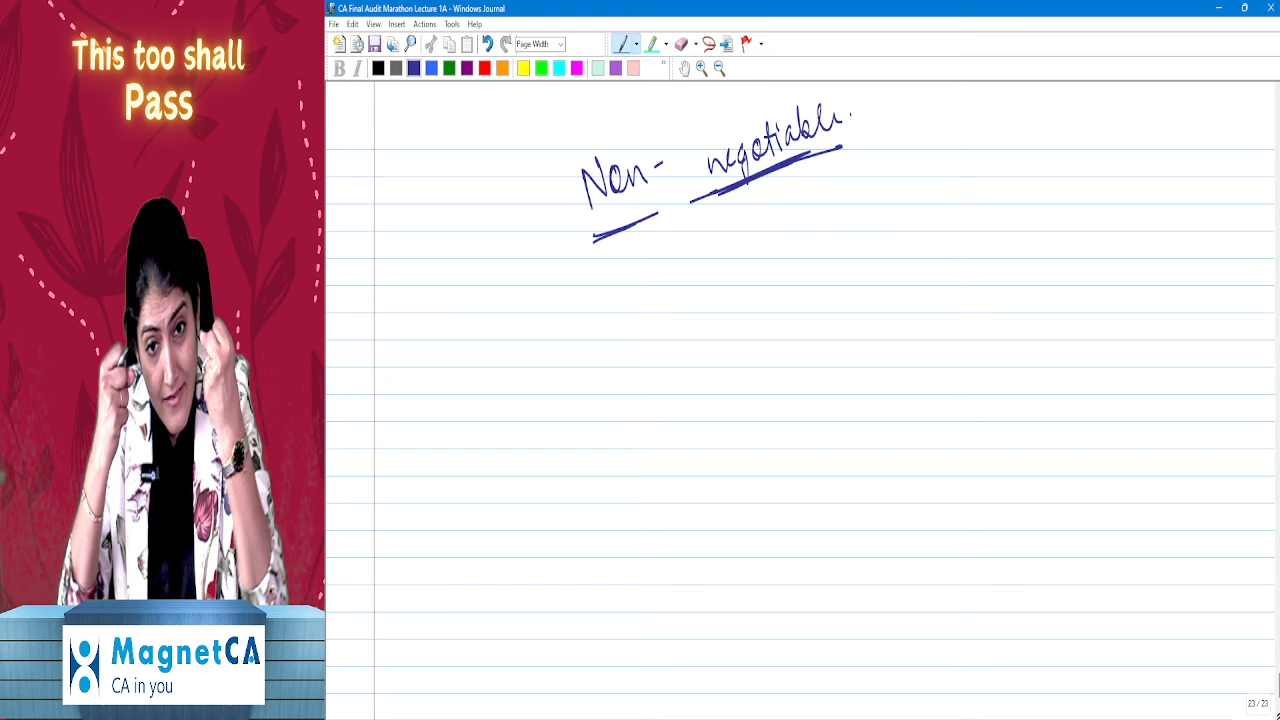 This too shall
Pass
CA Final Audit Marathon Lecture 1A - Windows Journal
File Edit View Insert Actions Tools Help
Page Width
B I
Non- negotiable.
MagnetCA
CA in you
23 / 23